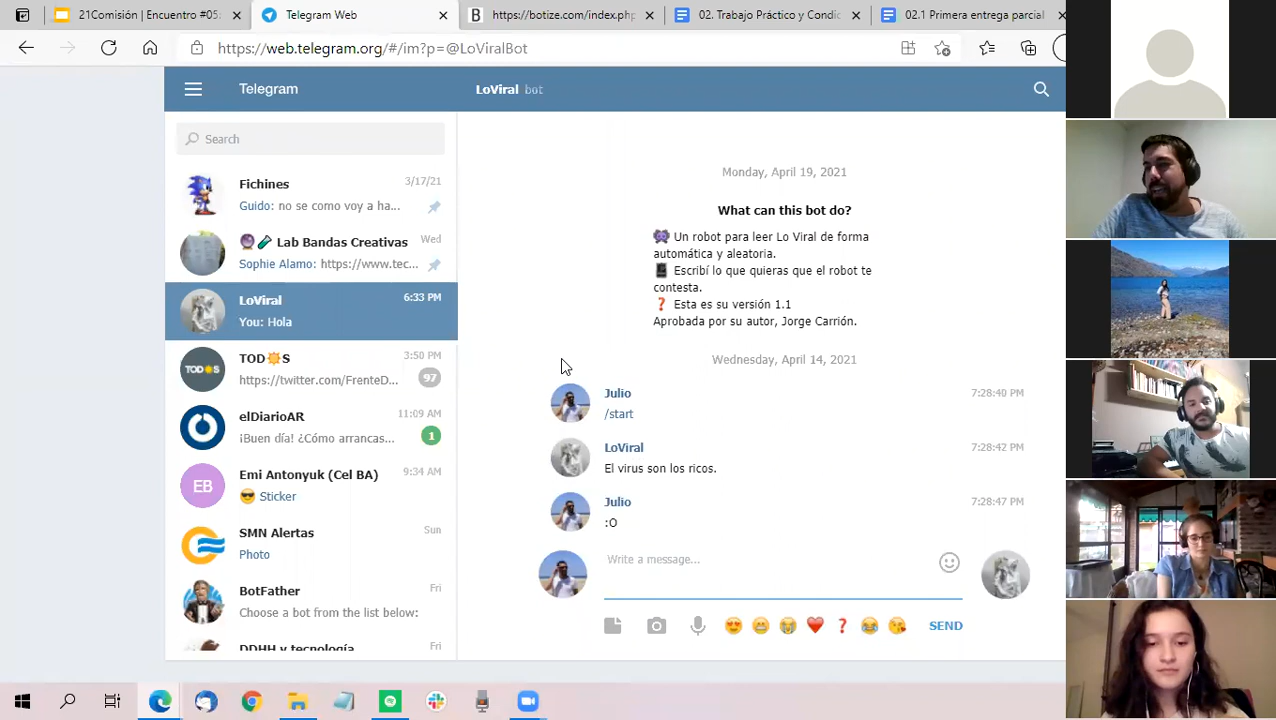 21Comisión | Encuentro #05:
Telegram Web
https://botize.com/index.php/
02. Trabajo Práctico y Condic
02.1 Primera entrega parcial
https://web.telegram.org/#/im?p=@LoViralBot
Telegram
LoViral bot
Search
Fichines
3/17/21
Guido: no se como voy a ha...
Lab Bandas Creativas
Wed
Sophie Alamo: https://www.tec...
LoViral
6:33 PM
You: Hola
TOD☀️S
3:50 PM
https://twitter.com/FrenteD...
97
elDiarioAR
11:09 AM
¡Buen día! ¿Cómo arrancas...
1
EB
Emi Antonyuk (Cel BA)
9:34 AM
😎 Sticker
SMN Alertas
Sun
Photo
BotFather
Fri
Choose a bot from the list below:
DDHH y tecnología
Fri
Monday, April 19, 2021
What can this bot do?
👾 Un robot para leer Lo Viral de forma
automática y aleatoria.
Escribí lo que quieras que el robot te
contesta.
❓ Esta es su versión 1.1
Aprobada por su autor, Jorge Carrión.
Wednesday, April 14, 2021
Julio
7:28:40 PM
/start
LoViral
7:28:42 PM
El virus son los ricos.
Julio
7:28:47 PM
:O
Write a message...
SEND